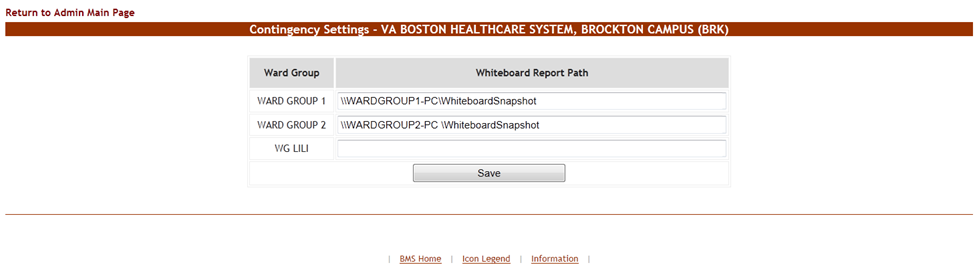 Return to Admin Main Page
Contingency Settings - VA BOSTON HEALTHCARE SYSTEM, BROCKTON CAMPUS (BRK)
Ward Group Whiteboard Report Path
WARD GROUP 1 \\WARDGROUP1-PC\WhiteboardSnapshot
WARD GROUP 2 \\WARDGROUP2-PC \WhiteboardSnapshot
WG LILI
Save
| BMS Home | Icon Legend | Information |